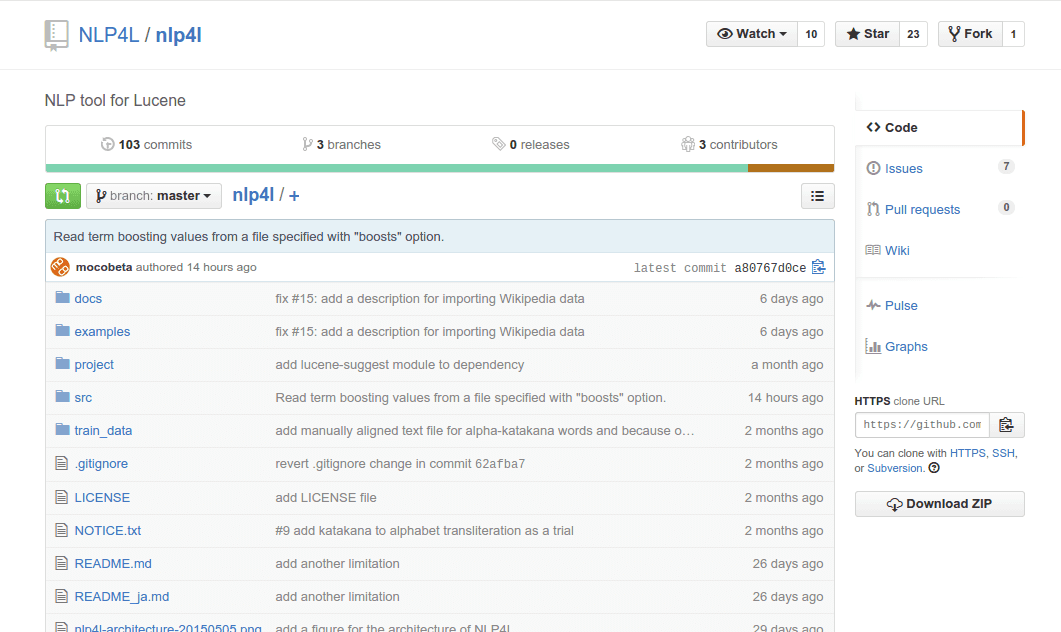 NLP4L / nlp4l
Watch 10 Star 23 Fork 1
NLP tool for Lucene
103 commits 3 branches 0 releases 3 contributors
branch: master nlp4l / +
Read term boosting values from a file specified with "boosts" option.
mocobeta authored 14 hours ago latest commit a80767d0ce
docs fix #15: add a description for importing Wikipedia data 6 days ago
examples fix #15: add a description for importing Wikipedia data 6 days ago
project add lucene-suggest module to dependency a month ago
src Read term boosting values from a file specified with "boosts" option. 14 hours ago
train_data add manually aligned text file for alpha-katakana words and because o… 2 months ago
.gitignore revert .gitignore change in commit 62afba7 2 months ago
LICENSE add LICENSE file 2 months ago
NOTICE.txt #9 add katakana to alphabet transliteration as a trial 2 months ago
README.md add another limitation 26 days ago
README_ja.md add another limitation 26 days ago
nlp4l-architecture-20150505.png add a figure for the architecture of NLP4L 29 days ago
Code
Issues 7
Pull requests 0
Wiki
Pulse
Graphs
HTTPS clone URL
https://github.com
You can clone with HTTPS, SSH,
or Subversion.
Download ZIP